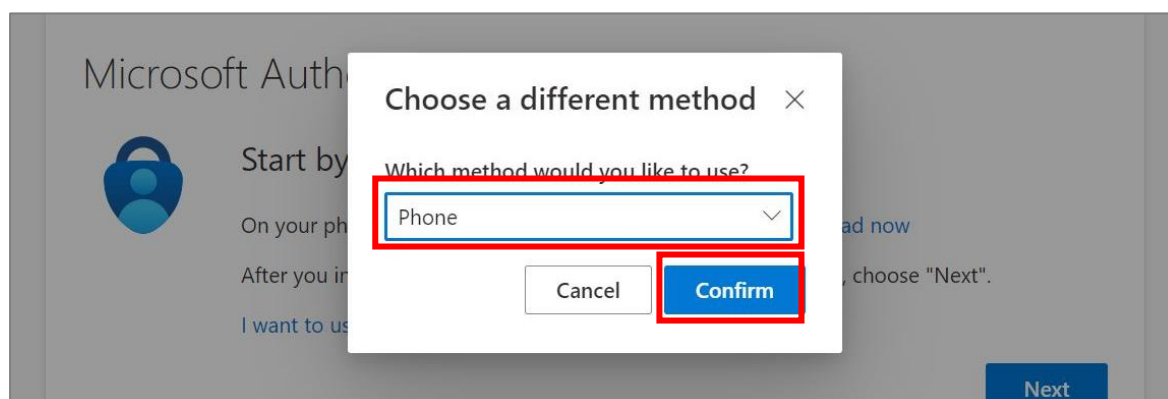 Microsoft Auth
Choose a different method
Start by
Which method would you like to use?
Phone
On your ph
ad now
After you in
, choose "Next".
Cancel
Confirm
I want to us
Next